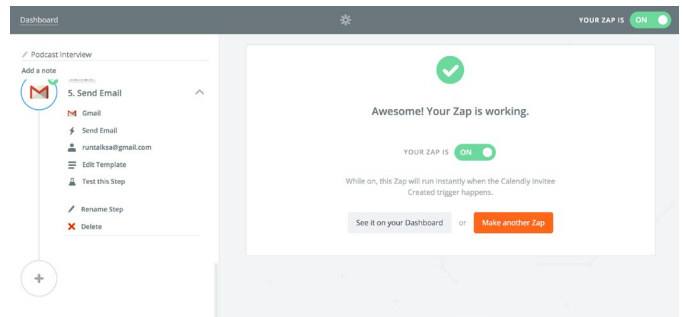 Dashboard
YOUR ZAP IS ON
Podcast Interview
Add a note
5. Send Email
Gmail
Send Email
runtalksa@gmail.com
Edit Template
Test this Step
Rename Step
Delete
+
Awesome! Your Zap is working.
YOUR ZAP IS ON
While on, this Zap will run instantly when the Calendly Invitee
Created trigger happens.
See it on your Dashboard or Make another Zap